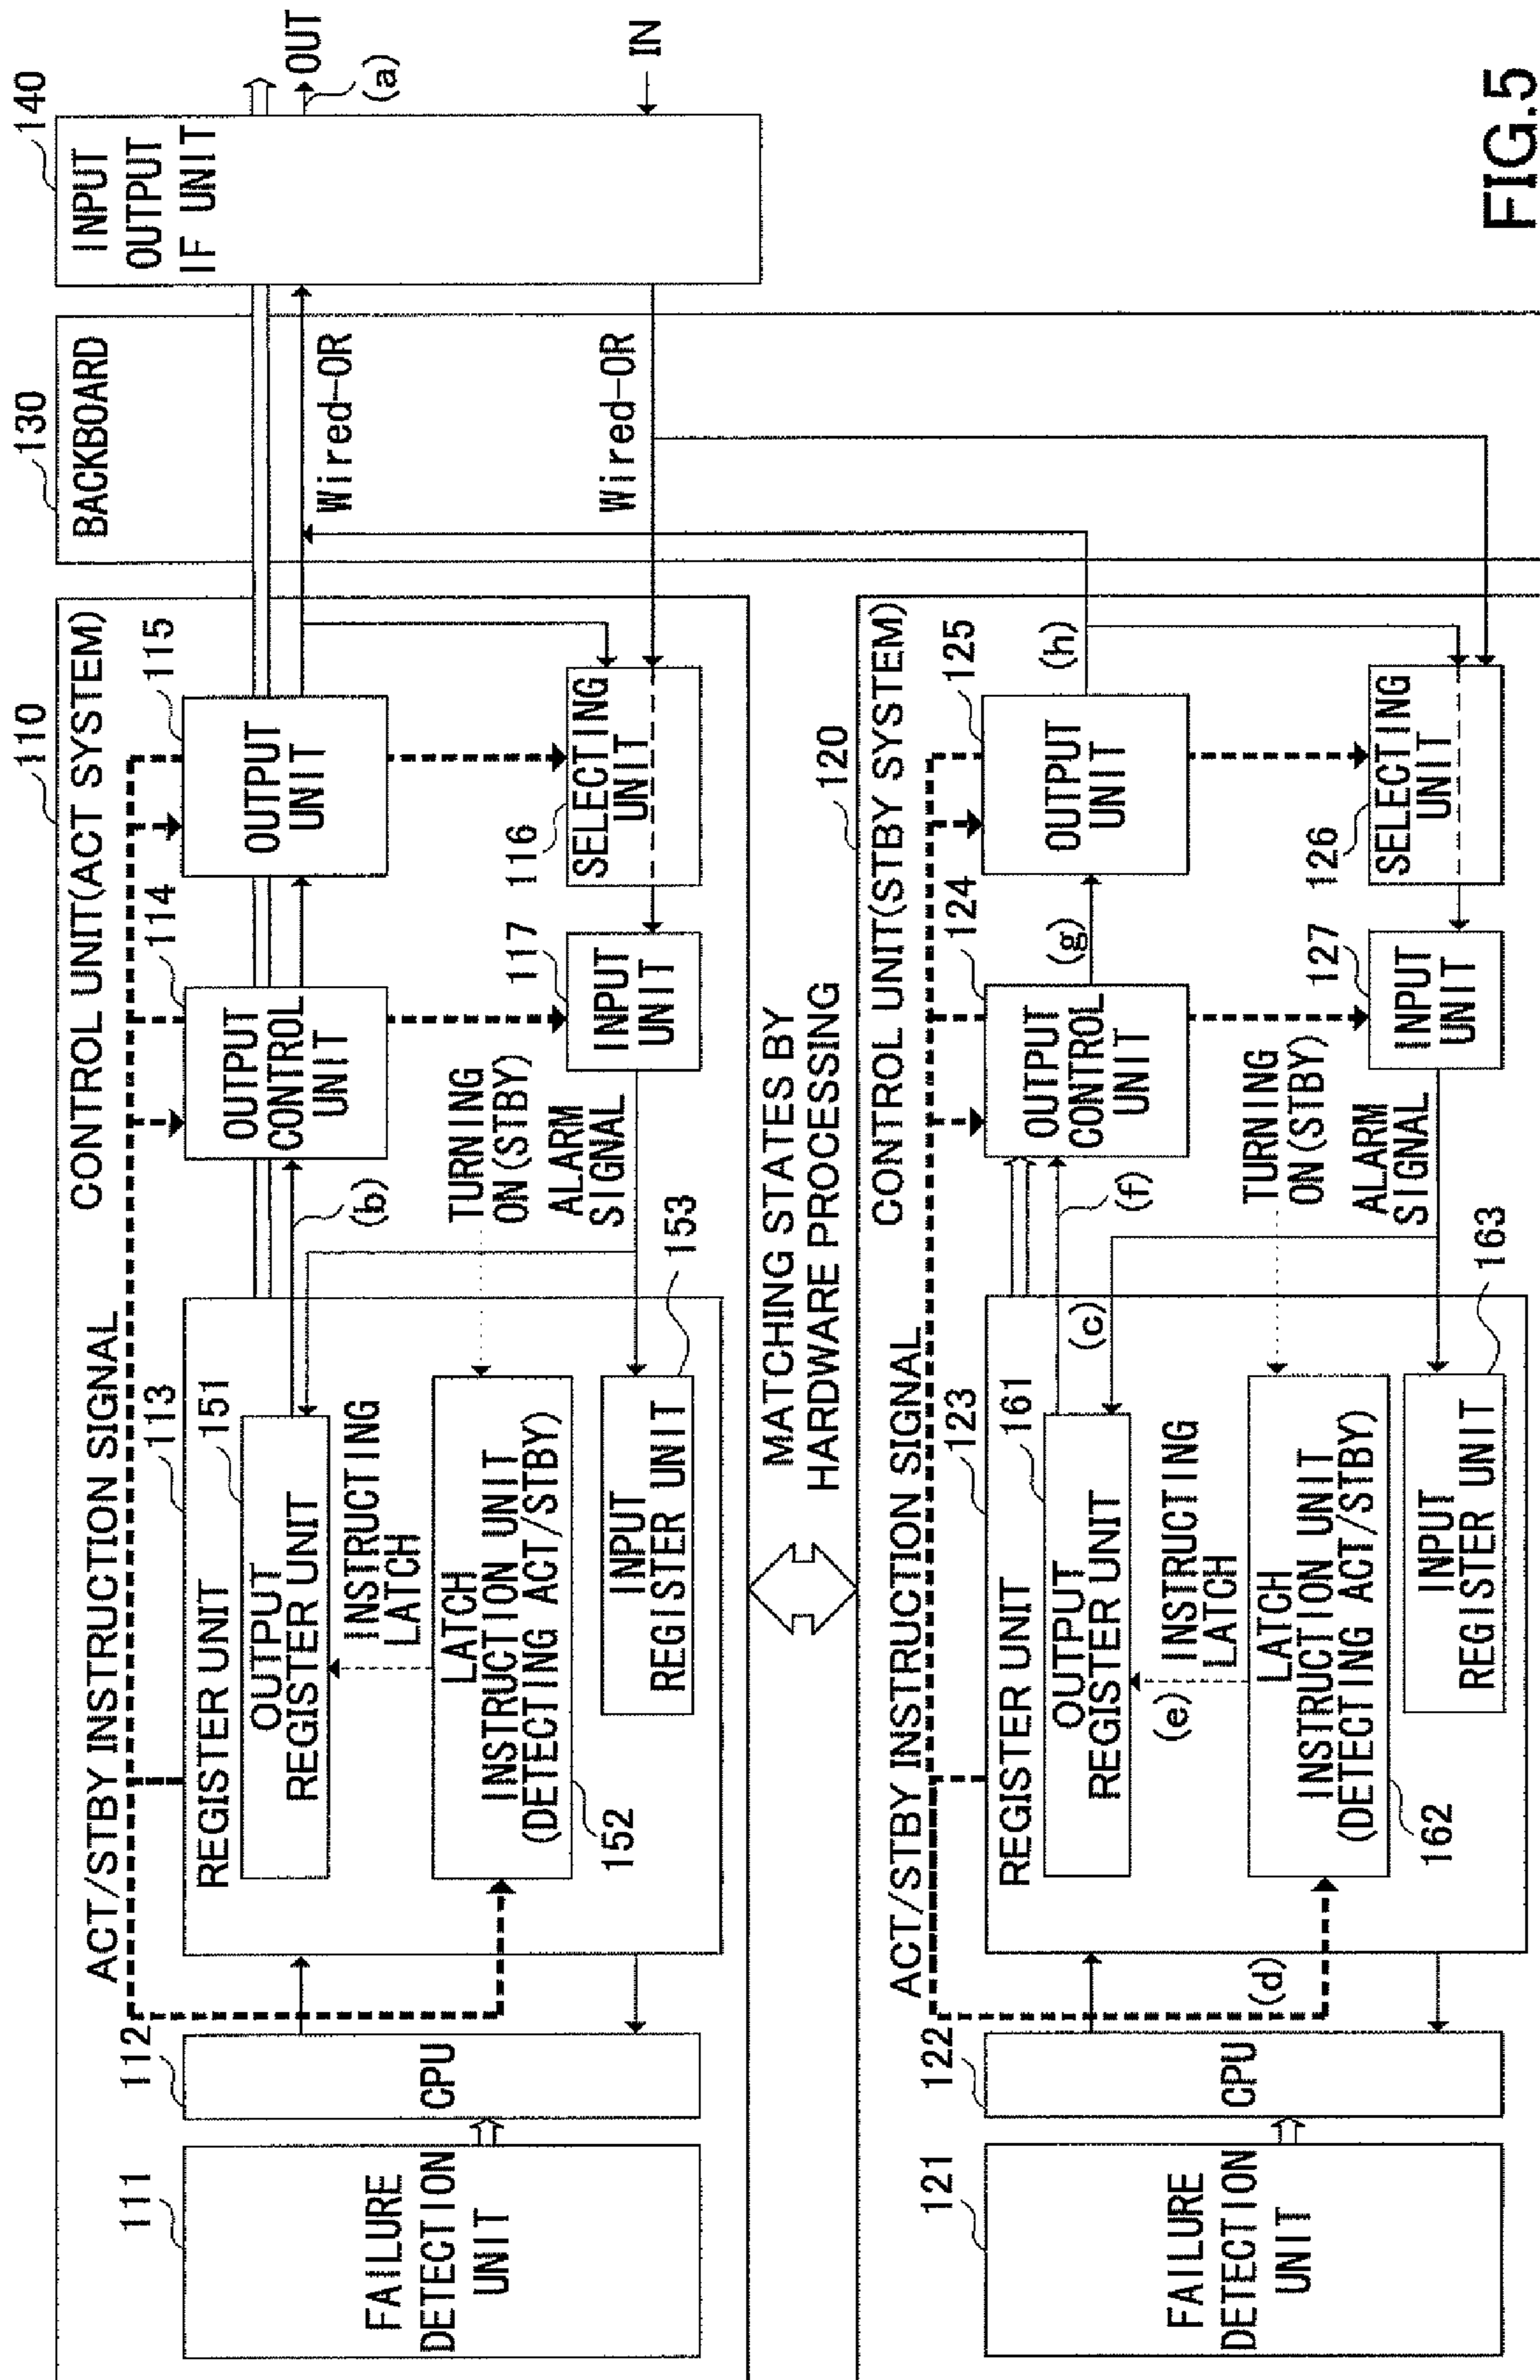 110
CONTROL UNIT(ACT SYSTEM)
ACT/STBY INSTRUCTION SIGNAL
111
FAILURE
DETECTION
UNIT
112
CPU
113
REGISTER UNIT
151
OUTPUT
REGISTER UNIT
INSTRUCTING
LATCH
LATCH
INSTRUCTION UNIT
(DETECTING ACT/STBY)
152
INPUT
REGISTER UNIT
153
(b)
TURNING
ON(STBY)
ALARM
SIGNAL
114
OUTPUT
CONTROL
UNIT
115
OUTPUT
UNIT
116
SELECTING
UNIT
117
INPUT
UNIT
130
BACKBOARD
Wired-OR
Wired-OR
140
INPUT
OUTPUT
IF UNIT
OUT
(a)
IN
MATCHING STATES BY
HARDWARE PROCESSING
120
CONTROL UNIT(STBY SYSTEM)
ACT/STBY INSTRUCTION SIGNAL
121
FAILURE
DETECTION
UNIT
122
CPU
(d)
123
REGISTER UNIT
161
OUTPUT
REGISTER UNIT
(e)
INSTRUCTING
LATCH
LATCH
INSTRUCTION UNIT
(DETECTING ACT/STBY)
162
INPUT
REGISTER UNIT
163
(c)
(f)
TURNING
ON(STBY)
ALARM
SIGNAL
124
OUTPUT
CONTROL
UNIT
(g)
125
OUTPUT
UNIT
(h)
126
SELECTING
UNIT
127
INPUT
UNIT
FIG.5